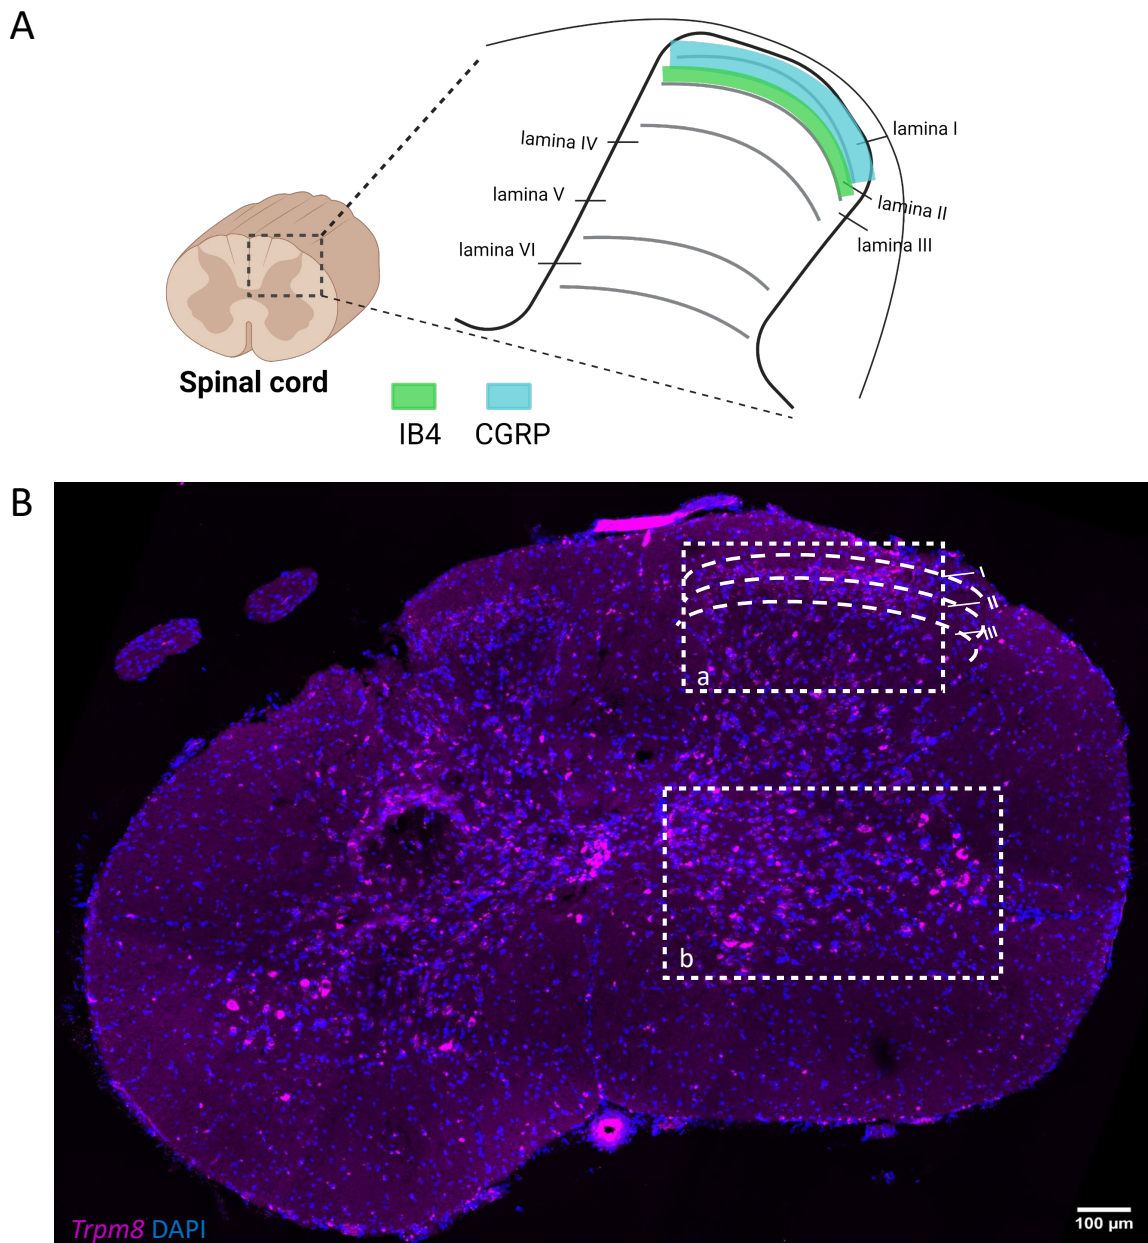 A
lamina I
lamina IV
lamina V
lamina II
lamina III
lamina VI
Spinal cord
IB4 CGRP
B
I
II
III
a
b
Trpm8 DAPI
100 µm